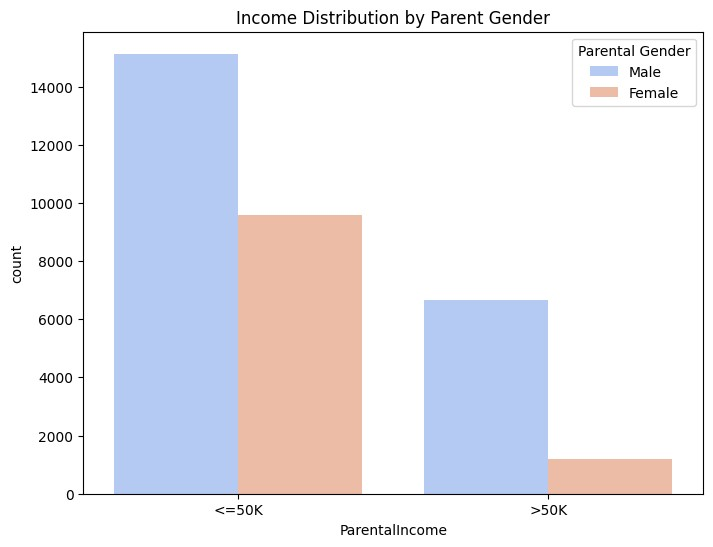 Income Distribution by Parent Gender
Parental Gender
Male
Female
14000
12000
10000
8000
6000
4000
2000
0
count
<=50K
>50K
ParentalIncome